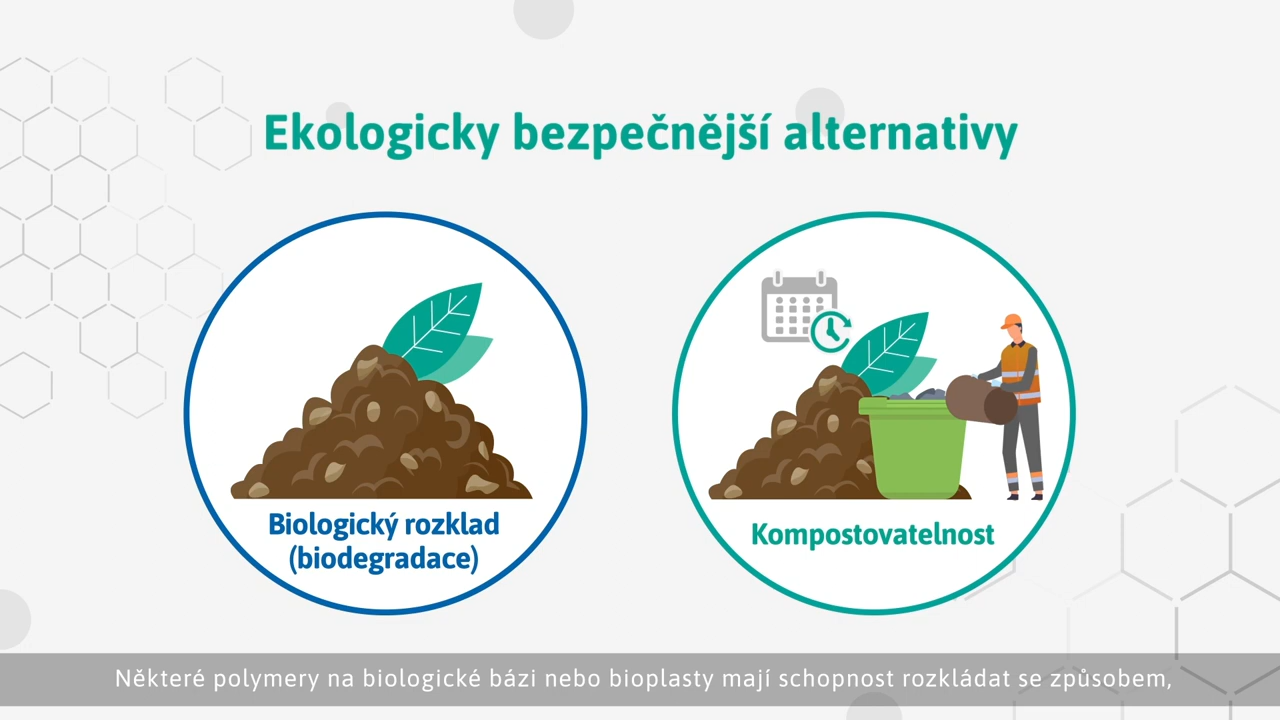 Ekologicky bezpečnější alternativy
Biologický rozklad
(biodegradace)
Kompostovatelnost
Některé polymery na biologické bázi nebo bioplasty mají schopnost rozkládat se způsobem,